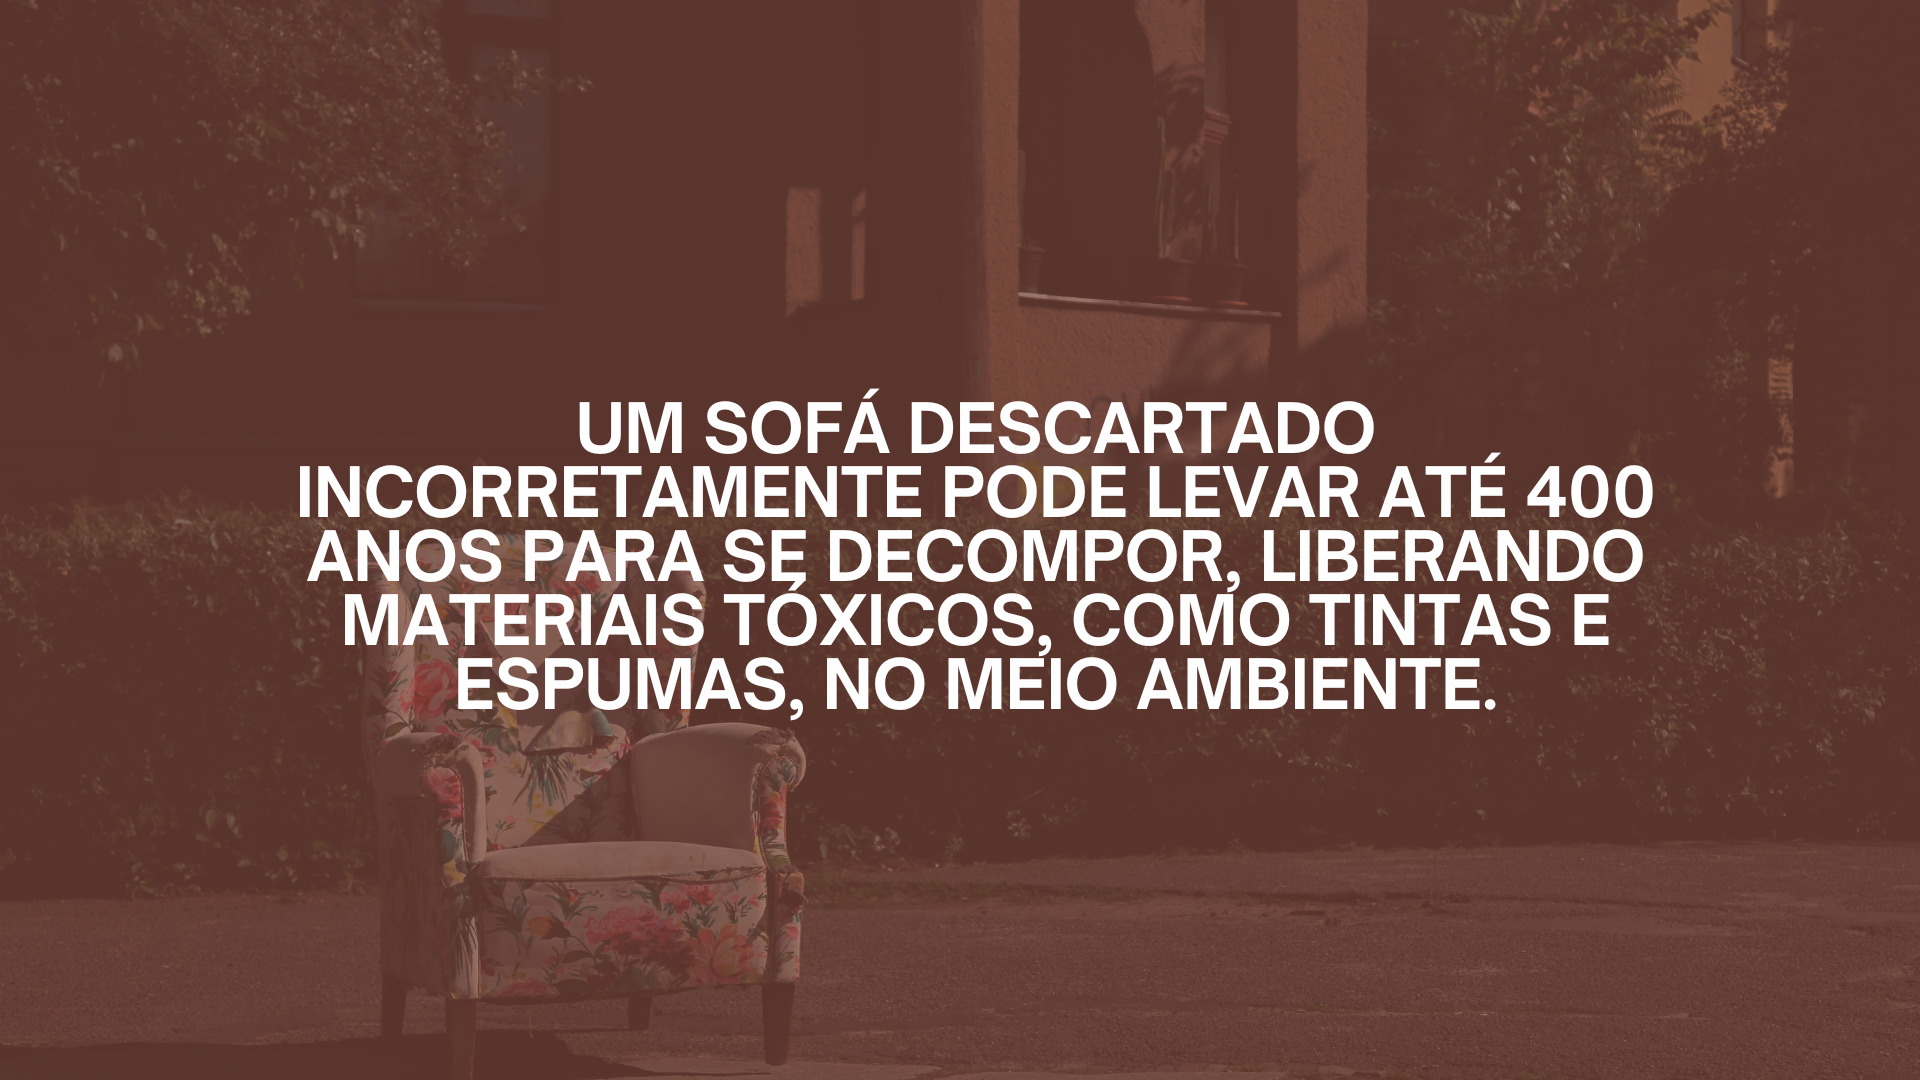 UM SOFÁ DESCARTADO
INCORRETAMENTE PODE LEVAR ATÉ 400
ANOS PARA SE DECOMPOR, LIBERANDO
MATERIAIS TÓXICOS, COMO TINTAS E
ESPUMAS, NO MEIO AMBIENTE.